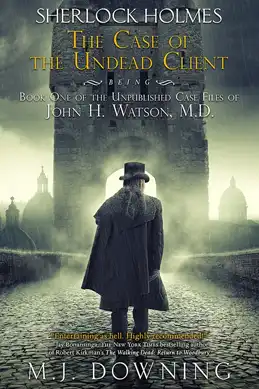 SHERLOCK HOLMES
THE CASE OF
THE UNDEAD CLIENT
BEING
BOOK ONE OF THE UNPUBLISHED CASE FILES OF
JOHN H. WATSON, M.D.
"Entertaining as hell. Highly recommended!"
Jay Bonansinga, THE NEW YORK TIMES bestselling author
of Robert Kirkman's The Walking Dead: Return to Woodbury
M.J. DOWNING